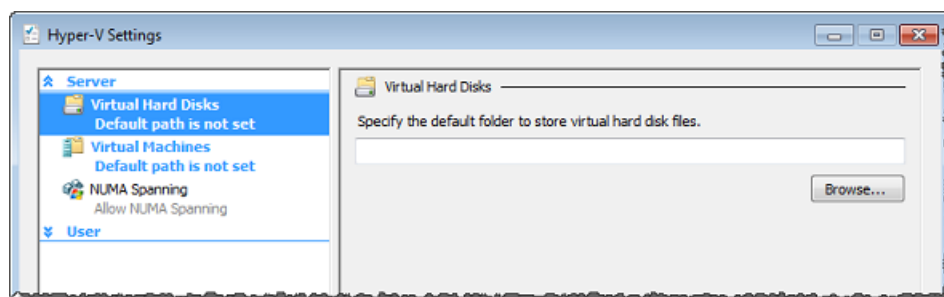 Hyper-V Settings
Server
Virtual Hard Disks
Default path is not set
Virtual Machines
Default path is not set
NUMA Spanning
Allow NUMA Spanning
User
Virtual Hard Disks
Specify the default folder to store virtual hard disk files.
Browse...